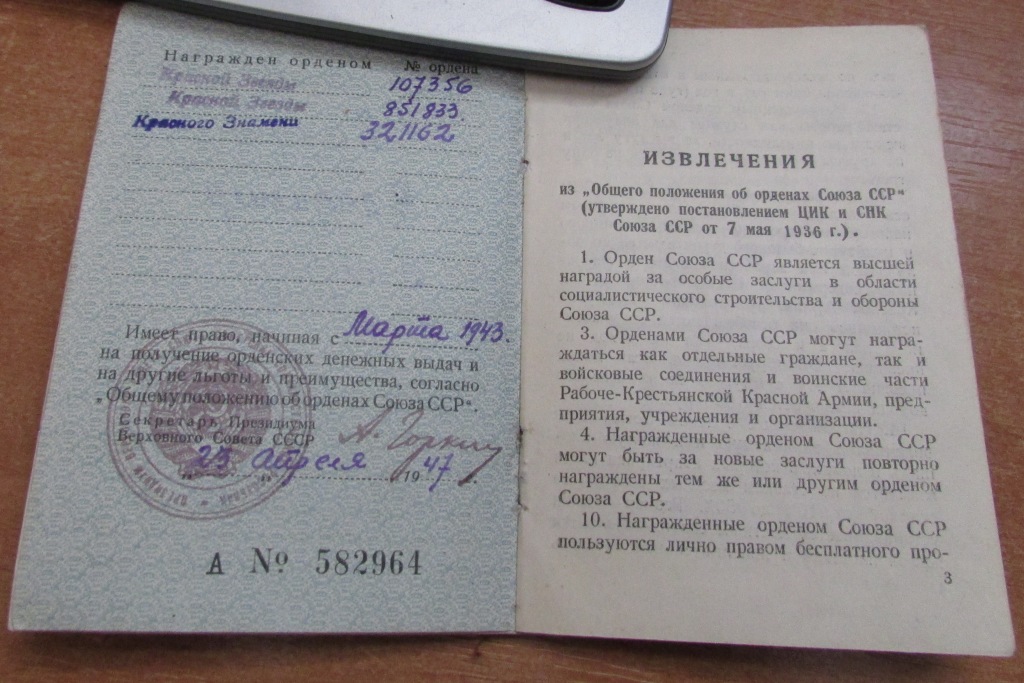 Награжден орденом № ордена
Красной Звезды 107356
Красной Звезды 851833
Красного Знамени 321162
Имеет право, начиная с Марта 1943.
на получение орденских денежных выдач и
на другие льготы и преимущества, согласно
„Общему положению об орденах Союза ССР“.
Секретарь Президиума
Верховного Совета СССР А. Горкин
„23“ Апреля 1947 г.
А № 582964
ИЗВЛЕЧЕНИЯ
из „Общего положения об орденах Союза ССР“
(утверждено постановлением ЦИК и СНК
Союза ССР от 7 мая 1936 г.).
1. Орден Союза ССР является высшей
наградой за особые заслуги в области
социалистического строительства и обороны
Союза ССР.
3. Орденами Союза ССР могут награ-
ждаться как отдельные граждане, так и
войсковые соединения и воинские части
Рабоче-Крестьянской Красной Армии, пред-
приятия, учреждения и организации.
4. Награжденные орденом Союза ССР
могут быть за новые заслуги повторно
награждены тем же или другим орденом
Союза ССР.
10. Награжденные орденом Союза ССР
пользуются лично правом бесплатного про-
3